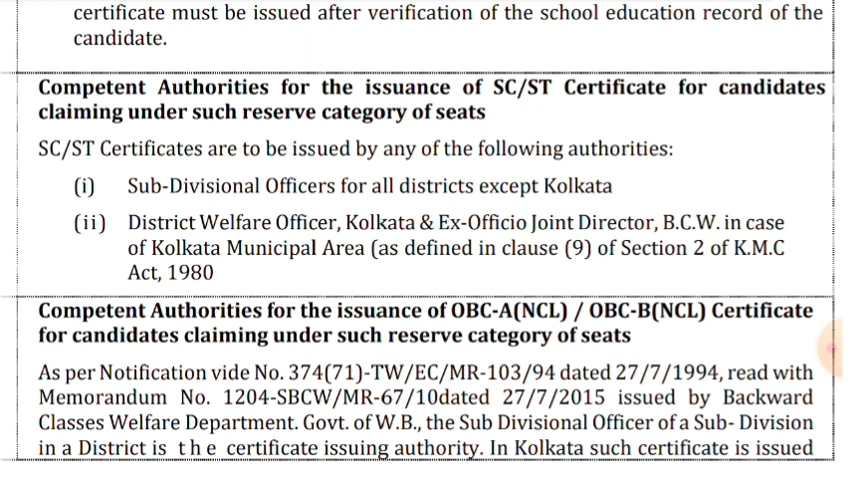 certificate must be issued after verification of the school education record of the
candidate.
Competent Authorities for the issuance of SC/ST Certificate for candidates
claiming under such reserve category of seats
SC/ST Certificates are to be issued by any of the following authorities:
(i) Sub-Divisional Officers for all districts except Kolkata
(ii) District Welfare Officer, Kolkata & Ex-Officio Joint Director, B.C.W. in case
of Kolkata Municipal Area (as defined in clause (9) of Section 2 of K.M.C
Act, 1980
Competent Authorities for the issuance of OBC-A(NCL) / OBC-B(NCL) Certificate
for candidates claiming under such reserve category of seats
As per Notification vide No. 374(71)-TW/EC/MR-103/94 dated 27/7/1994, read with
Memorandum No. 1204-SBCW/MR-67/10dated 27/7/2015 issued by Backward
Classes Welfare Department. Govt. of W.B., the Sub Divisional Officer of a Sub- Division
in a District is t h e certificate issuing authority. In Kolkata such certificate is issued